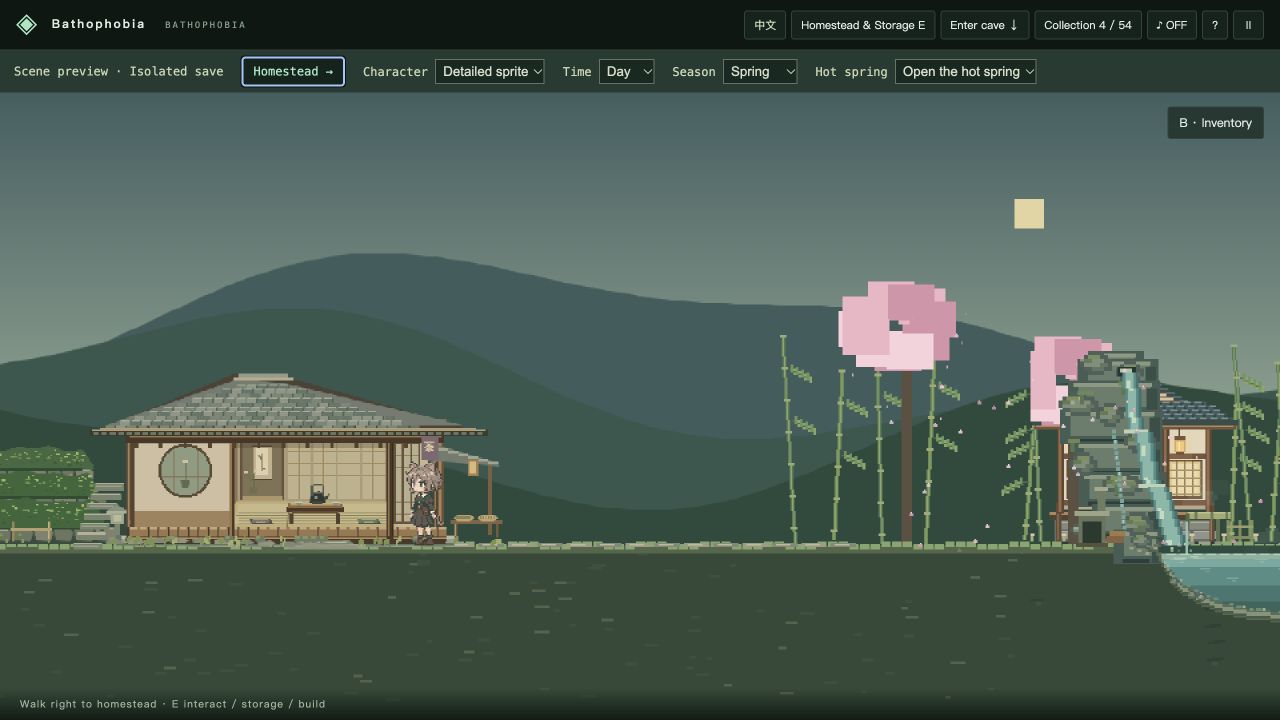 Bathophobia BATHOPHOBIA 中文 Homestead & Storage E Enter cave ↓ Collection 4 / 54 ♪ OFF ? II
Scene preview · Isolated save Homestead → Character Detailed sprite Time Day Season Spring Hot spring Open the hot spring
B · Inventory
Walk right to homestead · E interact / storage / build